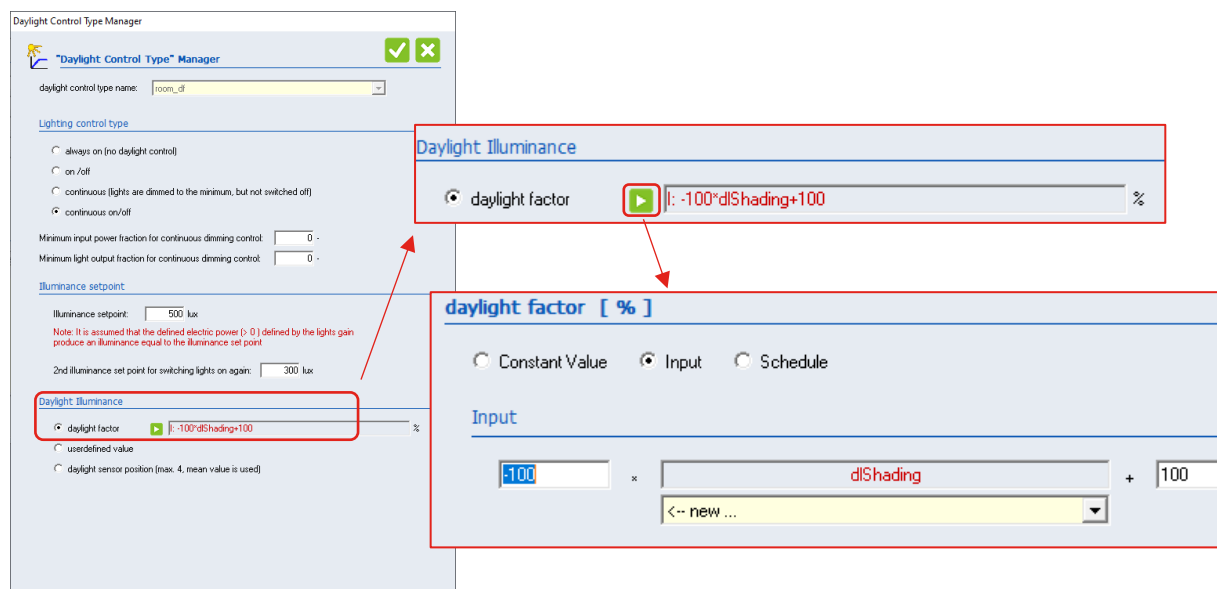 Daylight Control Type Manager
"Daylight Control Type" Manager
daylight control type name: room_df
Lighting control type
always on (no daylight control)
on /off
continuous (lights are dimmed to the minimum, but not switched off)
continuous on/off
Minimum input power fraction for continuous dimming control: 0 -
Minimum light output fraction for continuous dimming control: 0 -
Illuminance setpoint
Illuminance setpoint: 500 lux
Note: It is assumed that the defined electric power (> 0 ) defined by the lights gain
produce an illuminance equal to the illuminance set point
2nd illuminance set point for switching lights on again: 300 lux
Daylight Illuminance
daylight factor I: -100*dlShading+100 %
userdefined value
daylight sensor position (max. 4, mean value is used)
Daylight Illuminance
daylight factor I: -100*dlShading+100 %
daylight factor [ % ]
Constant Value Input Schedule
Input
-100 × dlShading + 100
<-- new ...